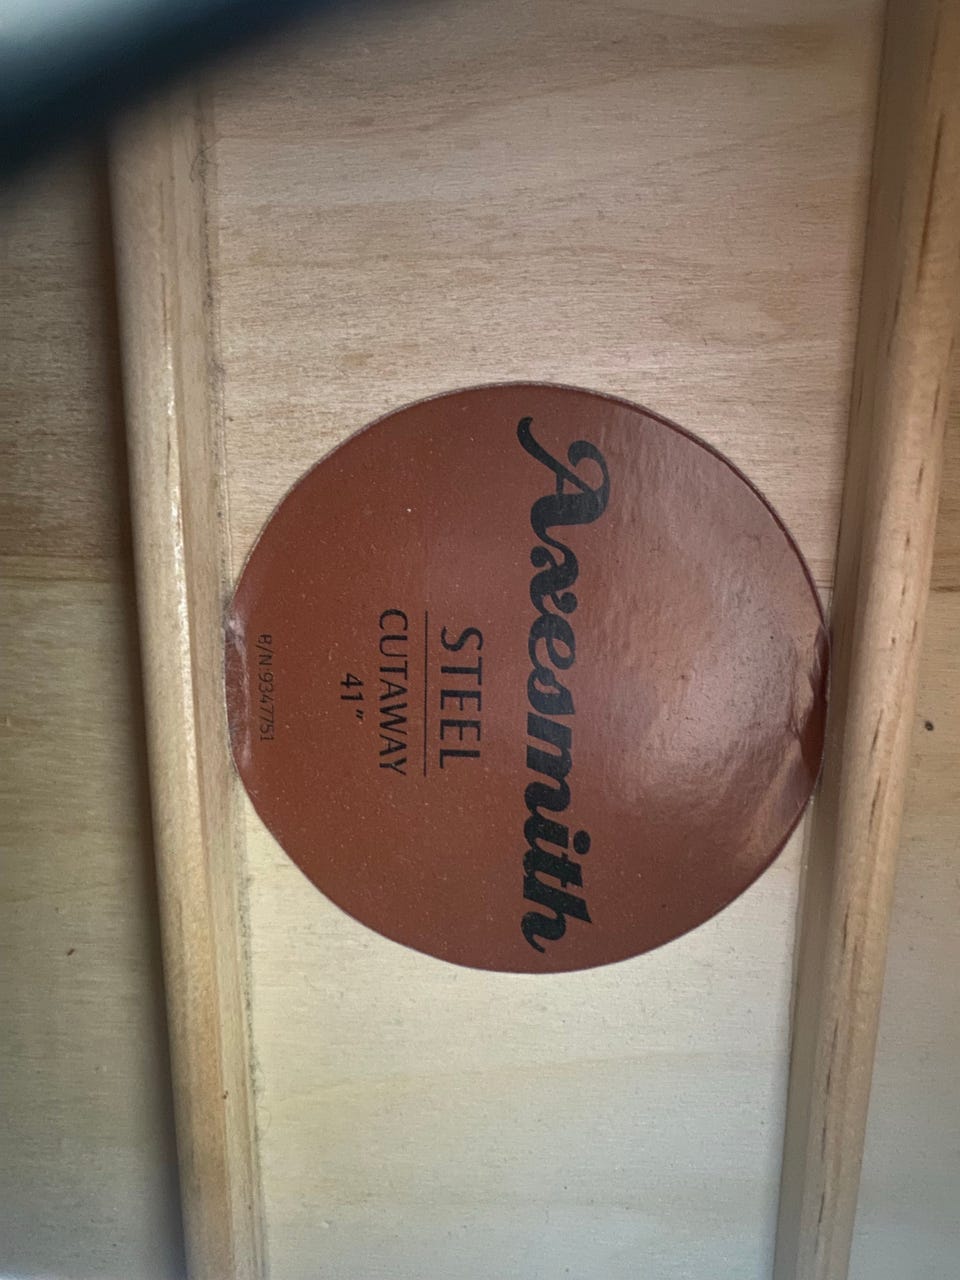 Axesmith
STEEL
CUTAWAY
41"
B/N:9347751